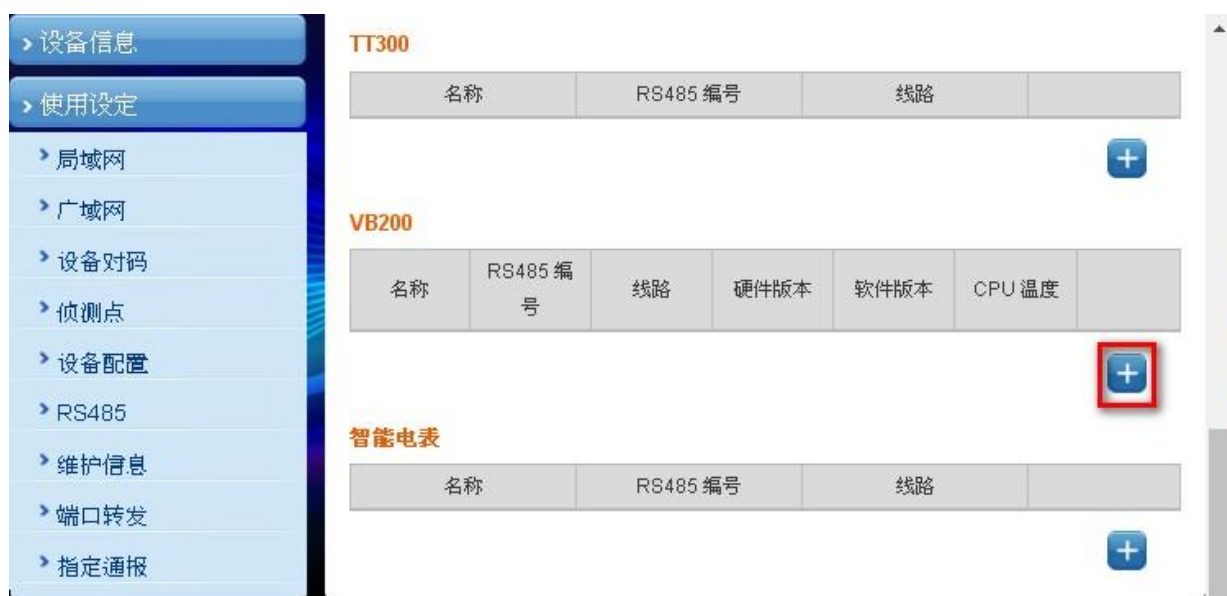 设备信息
使用设定
局域网
广域网
设备对码
侦测点
设备配置
RS485
维护信息
端口转发
指定通报
TT300
名称 RS485 编号 线路
VB200
名称 RS485 编号 线路 硬件版本 软件版本 CPU 温度
智能电表
名称 RS485 编号 线路